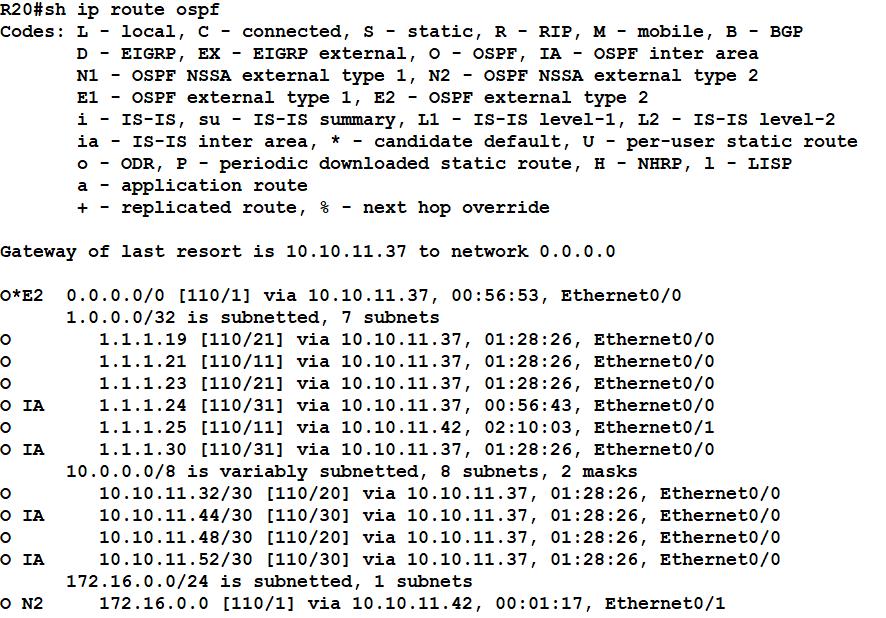 R20#sh ip route ospf
Codes: L - local, C - connected, S - static, R - RIP, M - mobile, B - BGP
       D - EIGRP, EX - EIGRP external, O - OSPF, IA - OSPF inter area
       N1 - OSPF NSSA external type 1, N2 - OSPF NSSA external type 2
       E1 - OSPF external type 1, E2 - OSPF external type 2
       i - IS-IS, su - IS-IS summary, L1 - IS-IS level-1, L2 - IS-IS level-2
       ia - IS-IS inter area, * - candidate default, U - per-user static route
       o - ODR, P - periodic downloaded static route, H - NHRP, l - LISP
       a - application route
       + - replicated route, % - next hop override

Gateway of last resort is 10.10.11.37 to network 0.0.0.0

O*E2  0.0.0.0/0 [110/1] via 10.10.11.37, 00:56:53, Ethernet0/0
      1.0.0.0/32 is subnetted, 7 subnets
O        1.1.1.19 [110/21] via 10.10.11.37, 01:28:26, Ethernet0/0
O        1.1.1.21 [110/11] via 10.10.11.37, 01:28:26, Ethernet0/0
O        1.1.1.23 [110/21] via 10.10.11.37, 01:28:26, Ethernet0/0
O IA     1.1.1.24 [110/31] via 10.10.11.37, 00:56:43, Ethernet0/0
O        1.1.1.25 [110/11] via 10.10.11.42, 02:10:03, Ethernet0/1
O IA     1.1.1.30 [110/31] via 10.10.11.37, 01:28:26, Ethernet0/0
      10.0.0.0/8 is variably subnetted, 8 subnets, 2 masks
O        10.10.11.32/30 [110/20] via 10.10.11.37, 01:28:26, Ethernet0/0
O IA     10.10.11.44/30 [110/30] via 10.10.11.37, 01:28:26, Ethernet0/0
O        10.10.11.48/30 [110/20] via 10.10.11.37, 01:28:26, Ethernet0/0
O IA     10.10.11.52/30 [110/30] via 10.10.11.37, 01:28:26, Ethernet0/0
      172.16.0.0/24 is subnetted, 1 subnets
O N2     172.16.0.0 [110/1] via 10.10.11.42, 00:01:17, Ethernet0/1